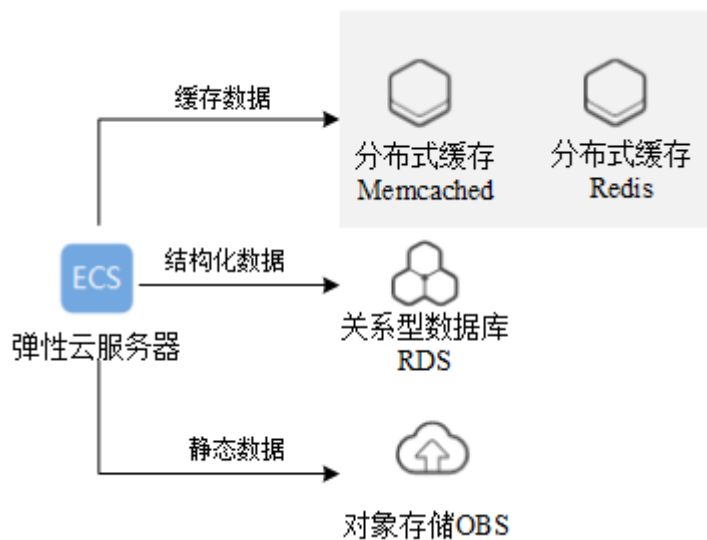 缓存数据
分布式缓存
Memcached
分布式缓存
Redis
ECS
结构化数据
弹性云服务器
关系型数据库
RDS
静态数据
对象存储OBS